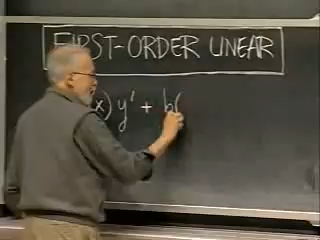 FIRST-ORDER LINEAR
x) y' + b(